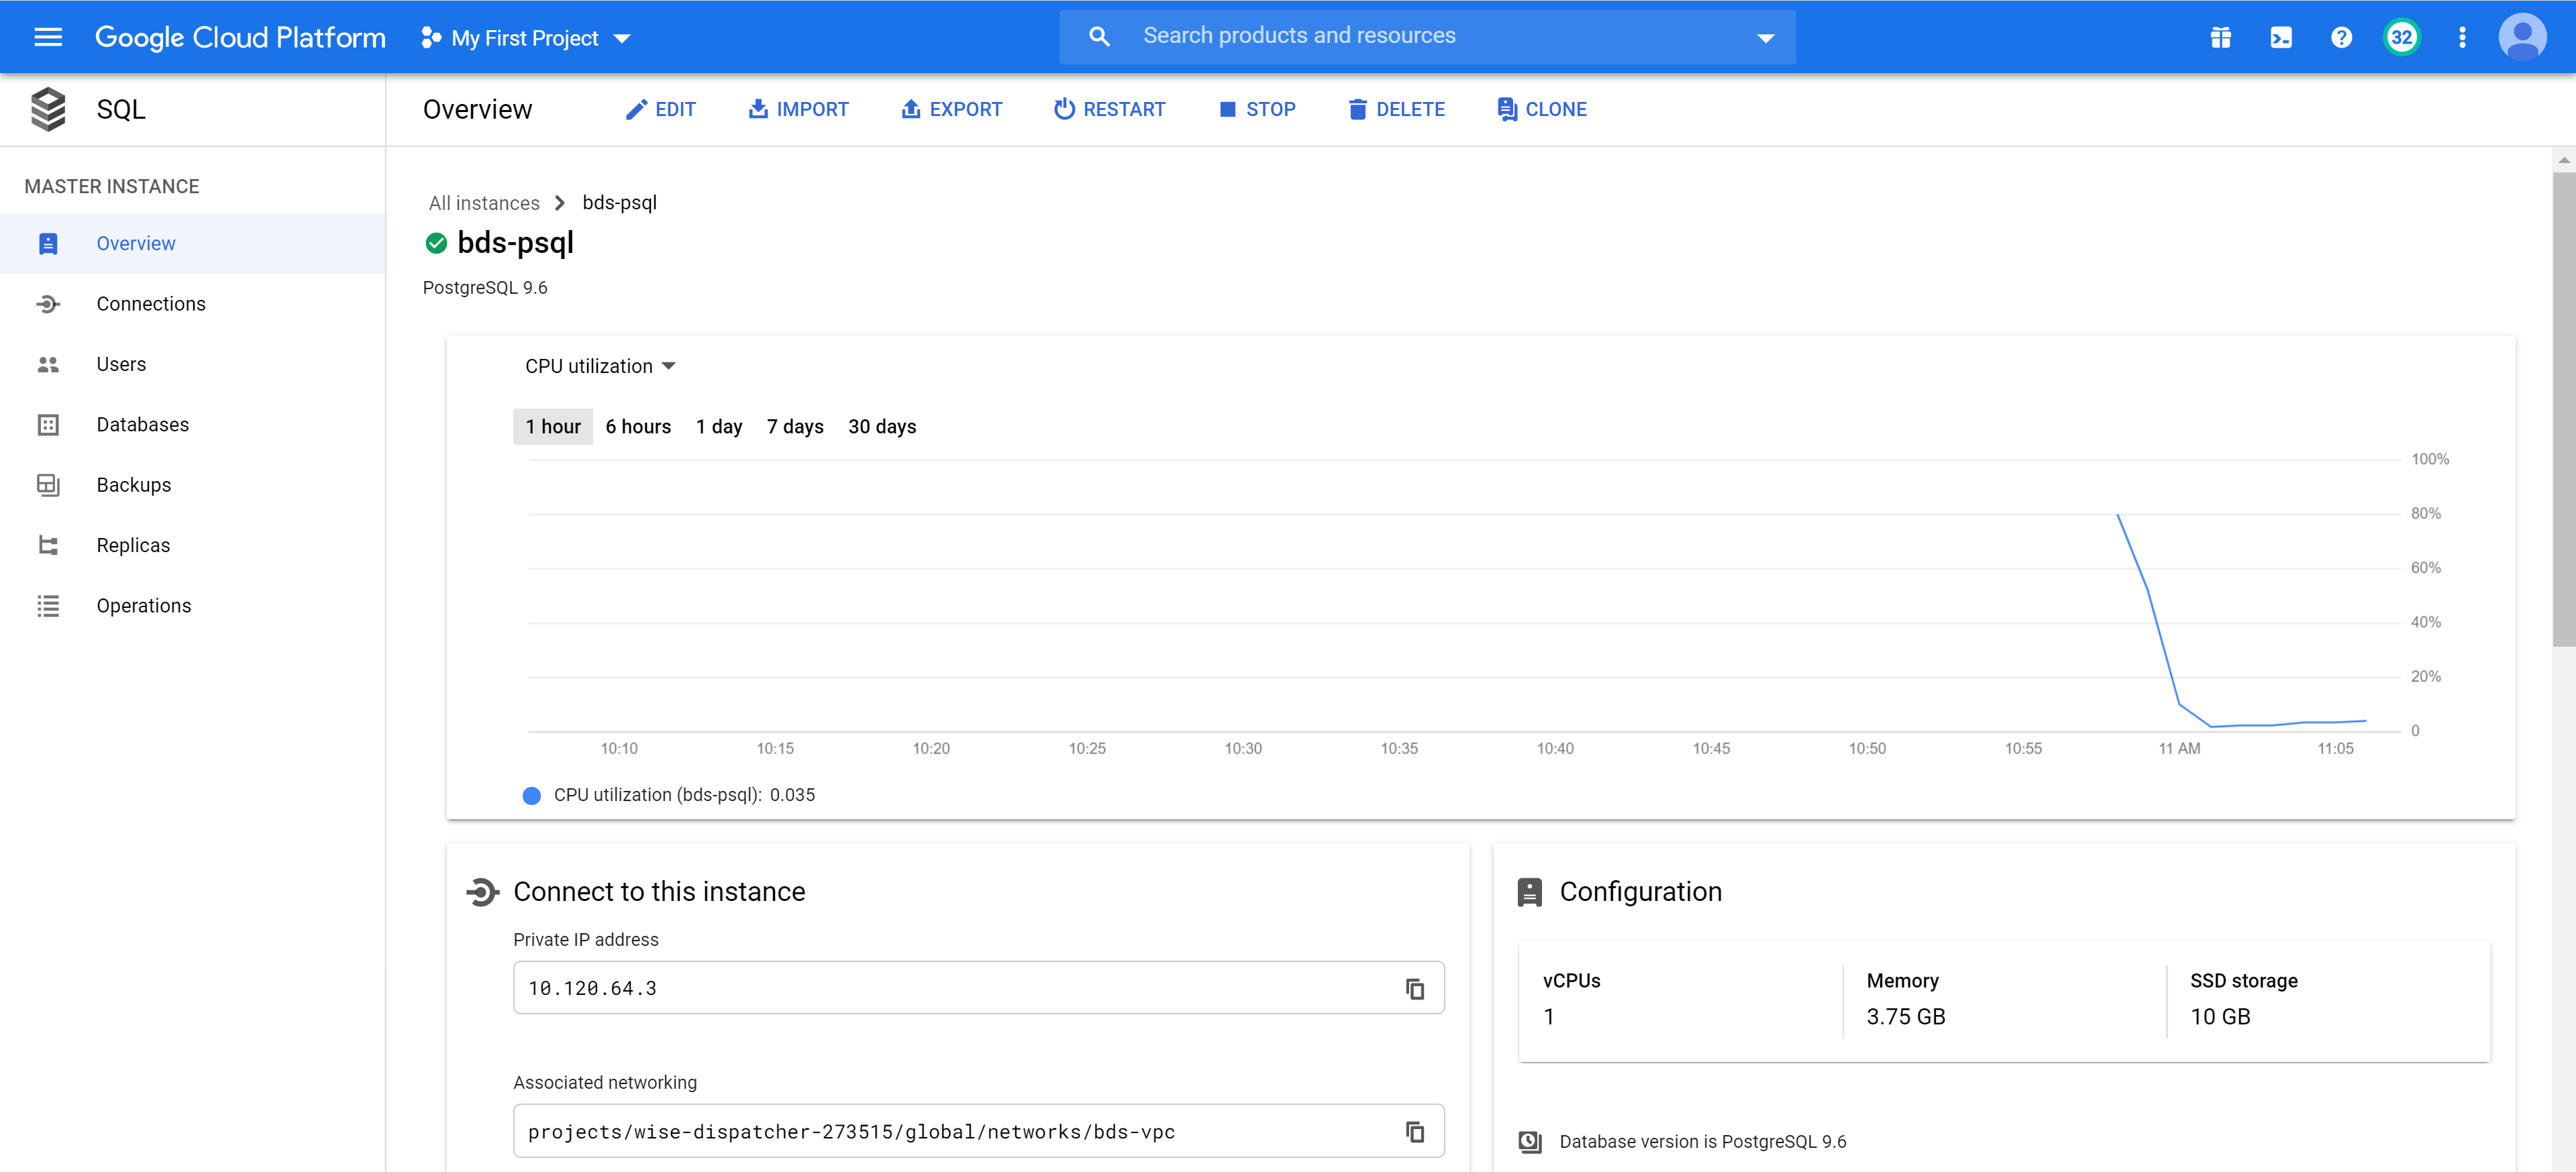 Google Cloud Platform
My First Project
Search products and resources
32
SQL
Overview
EDIT
IMPORT
EXPORT
RESTART
STOP
DELETE
CLONE
MASTER INSTANCE
Overview
Connections
Users
Databases
Backups
Replicas
Operations
All instances
bds-psql
bds-psql
PostgreSQL 9.6
CPU utilization
1 hour
6 hours
1 day
7 days
30 days
100%
80%
60%
40%
20%
0
10:10
10:15
10:20
10:25
10:30
10:35
10:40
10:45
10:50
10:55
11 AM
11:05
CPU utilization (bds-psql): 0.035
Connect to this instance
Private IP address
10.120.64.3
Associated networking
projects/wise-dispatcher-273515/global/networks/bds-vpc
Configuration
vCPUs
1
Memory
3.75 GB
SSD storage
10 GB
Database version is PostgreSQL 9.6